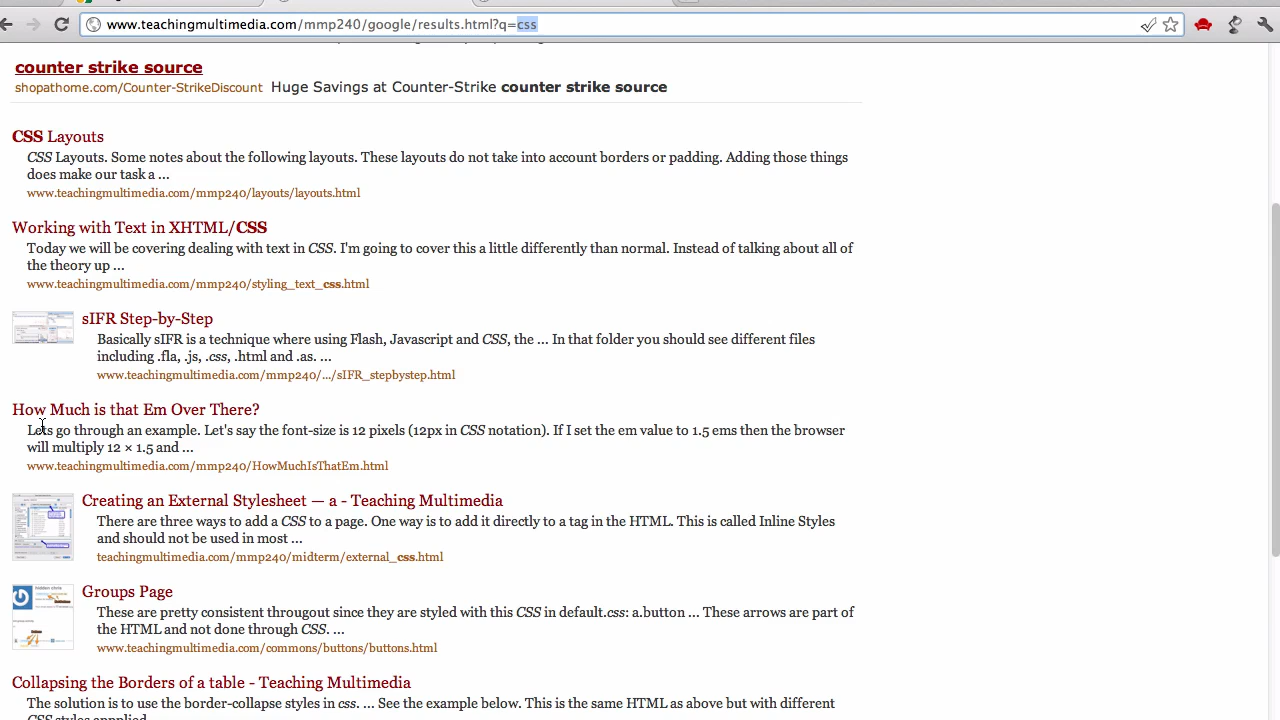 www.teachingmultimedia.com/mmp240/google/results.html?q=css
counter strike source
shopathome.com/Counter-StrikeDiscount Huge Savings at Counter-Strike counter strike source
CSS Layouts
CSS Layouts. Some notes about the following layouts. These layouts do not take into account borders or padding. Adding those things
does make our task a ...
www.teachingmultimedia.com/mmp240/layouts/layouts.html
Working with Text in XHTML/CSS
Today we will be covering dealing with text in CSS. I'm going to cover this a little differently than normal. Instead of talking about all of
the theory up ...
www.teachingmultimedia.com/mmp240/styling_text_css.html
sIFR Step-by-Step
Basically sIFR is a technique where using Flash, Javascript and CSS, the ... In that folder you should see different files
including .fla, .js, .css, .html and .as. ...
www.teachingmultimedia.com/mmp240/.../sIFR_stepbystep.html
How Much is that Em Over There?
Lets go through an example. Let's say the font-size is 12 pixels (12px in CSS notation). If I set the em value to 1.5 ems then the browser
will multiply 12 × 1.5 and ...
www.teachingmultimedia.com/mmp240/HowMuchIsThatEm.html
Creating an External Stylesheet — a - Teaching Multimedia
There are three ways to add a CSS to a page. One way is to add it directly to a tag in the HTML. This is called Inline Styles
and should not be used in most ...
teachingmultimedia.com/mmp240/midterm/external_css.html
Groups Page
These are pretty consistent througout since they are styled with this CSS in default.css: a.button ... These arrows are part of
the HTML and not done through CSS. ...
www.teachingmultimedia.com/commons/buttons/buttons.html
Collapsing the Borders of a table - Teaching Multimedia
The solution is to use the border-collapse styles in css. ... See the example below. This is the same HTML as above but with different
CSS styles appplied